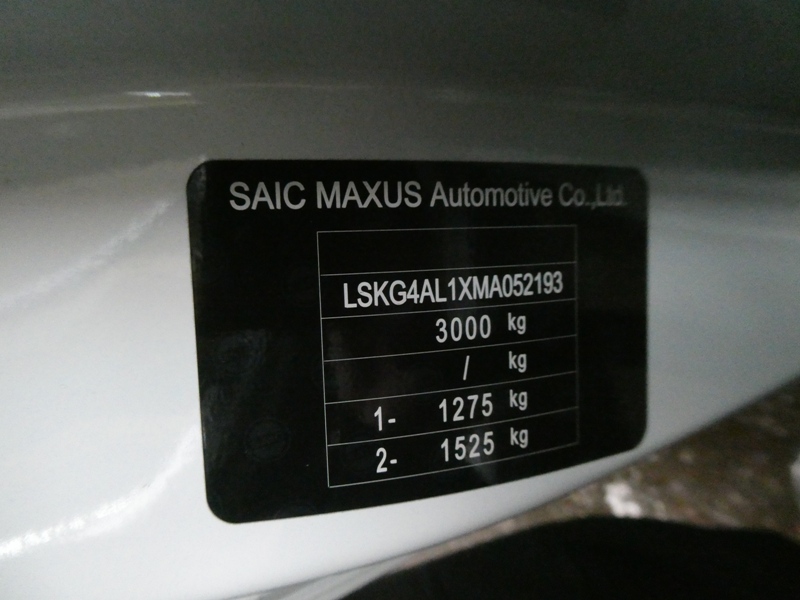 SAIC MAXUS Automotive Co.,Ltd.
LSKG4AL1XMA052193
3000 kg
/ kg
1- 1275 kg
2- 1525 kg